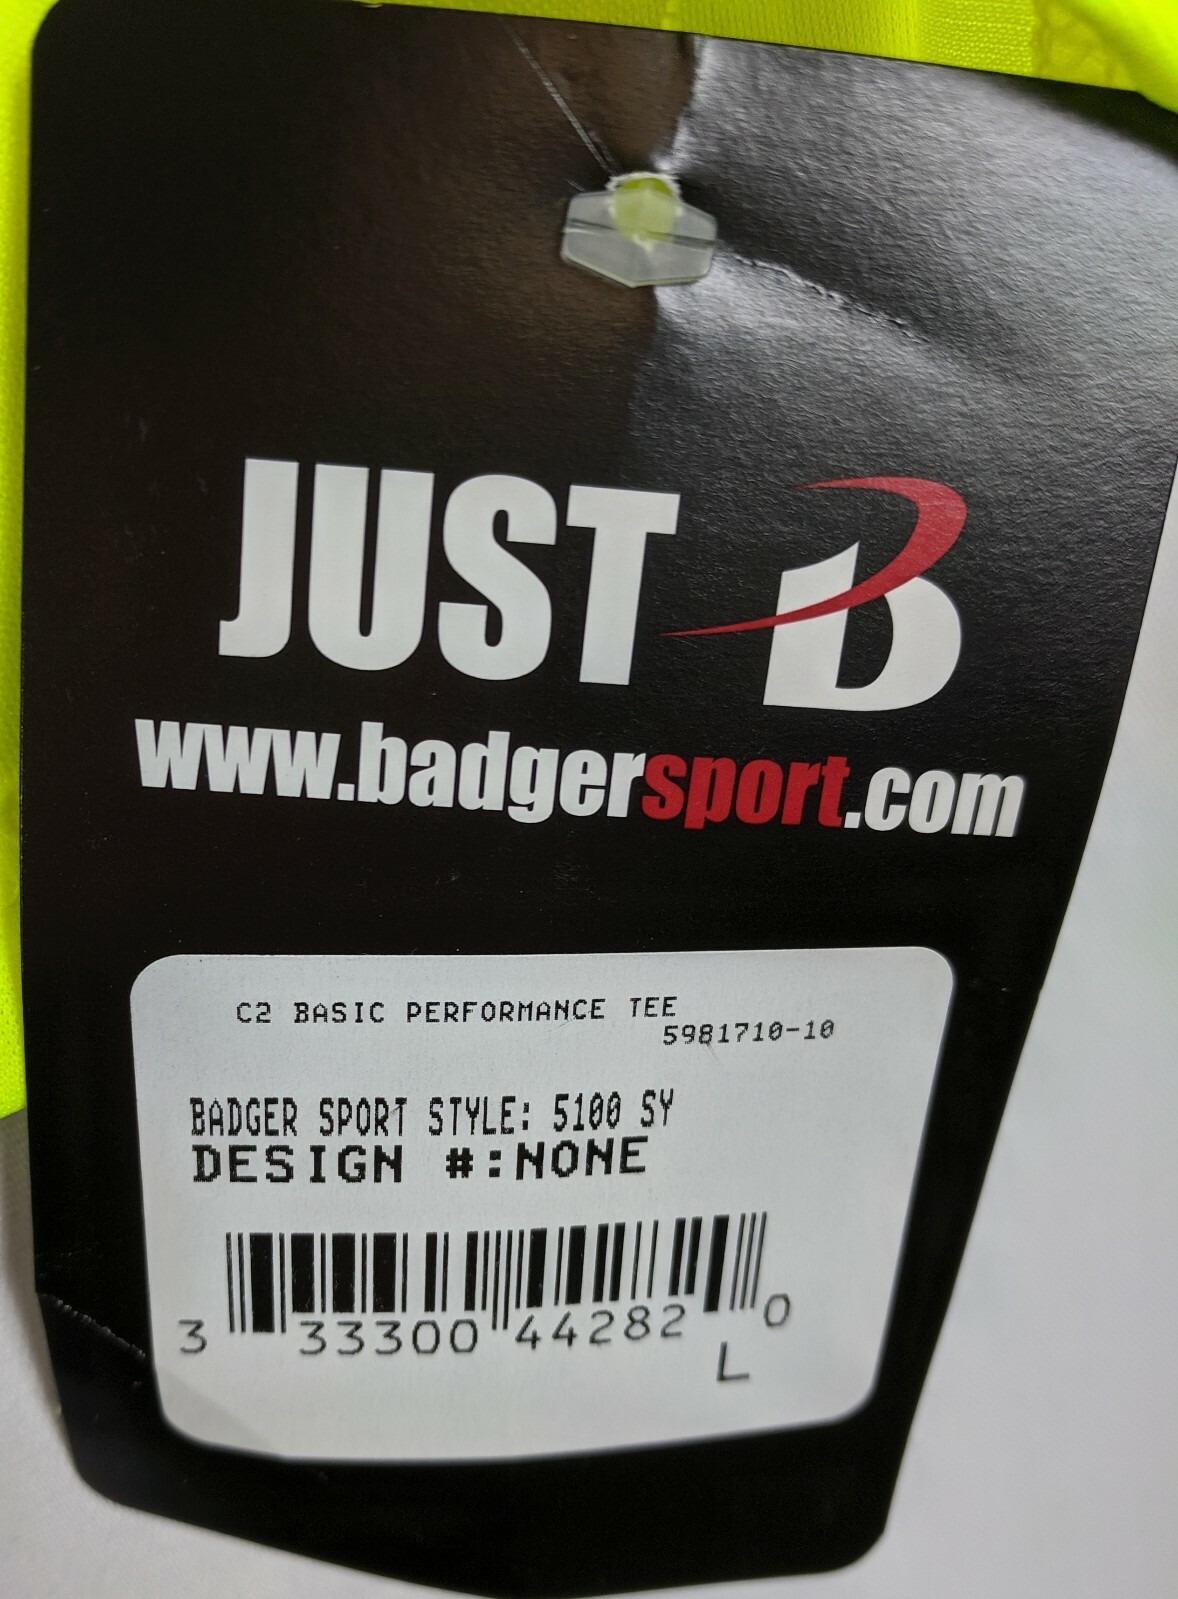 JUST B
www.badgersport.com
C2 BASIC PERFORMANCE TEE
5981710-10
BADGER SPORT STYLE: 5100 SY
DESIGN #:NONE
3 33300 44282 0
L